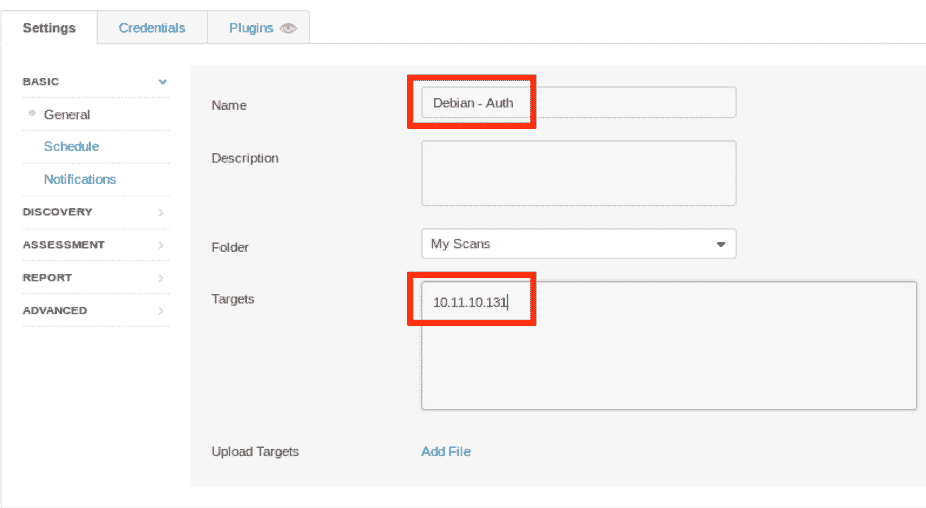 Settings Credentials Plugins
BASIC
General
Schedule
Notifications
DISCOVERY
ASSESSMENT
REPORT
ADVANCED
Name Debian - Auth
Description
Folder My Scans
Targets 10.11.10.131
Upload Targets Add File